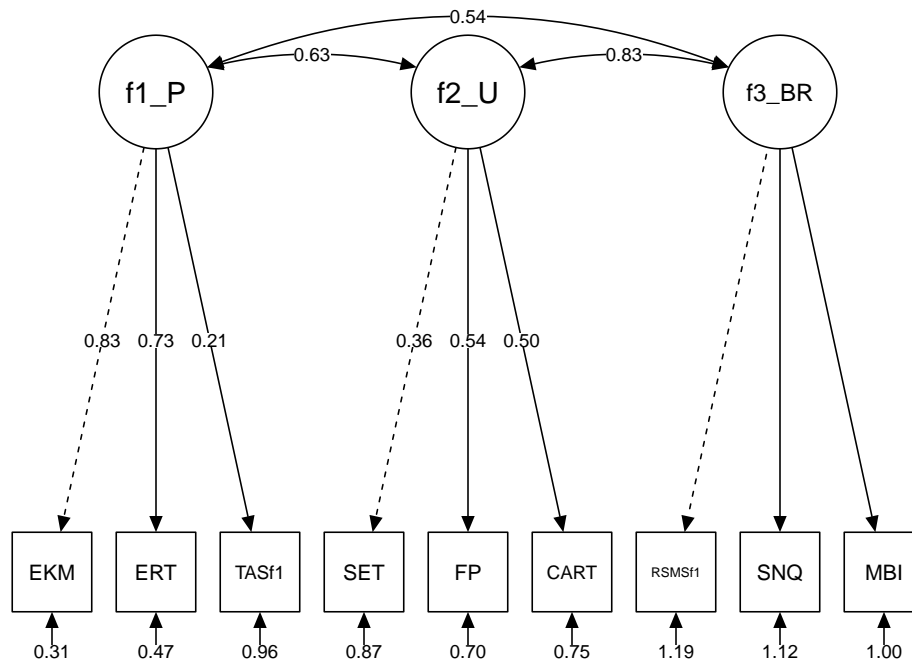 0.54
0.63
0.83
f1_P
f2_U
f3_BR
0.83 0.73 0.21 0.36 0.54 0.50
EKM ERT TASf1 SET FP CART RSMSf1 SNQ MBI
0.31 0.47 0.96 0.87 0.70 0.75 1.19 1.12 1.00